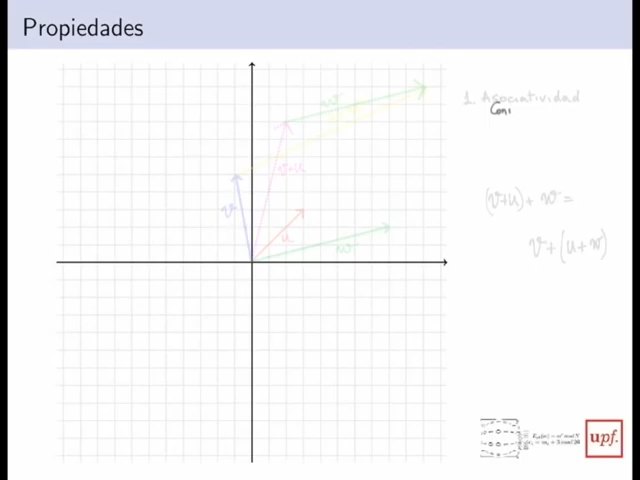 Propiedades
1. Asociatividad
Con
w
v+u
v
u
w
(v+u) + w =
v + (u+w)
upf.